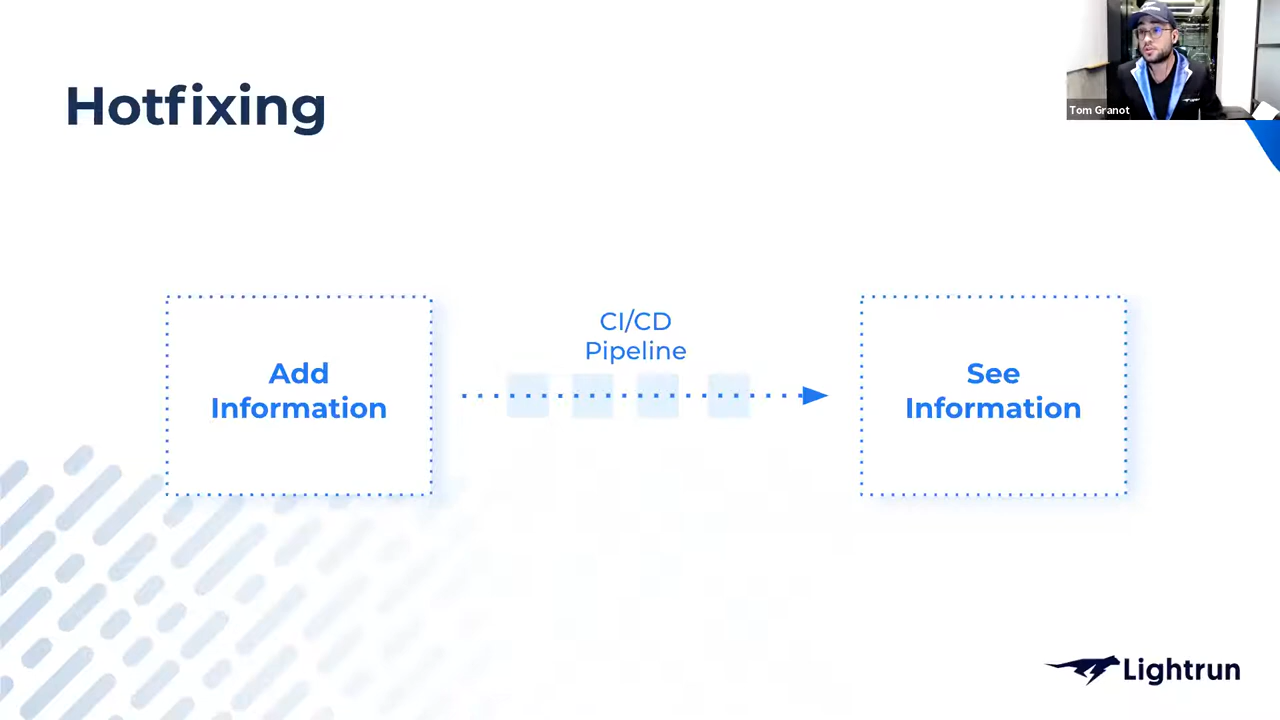 Hotfixing
Tom Granot
CI/CD
Pipeline
Add
Information
See
Information
Lightrun